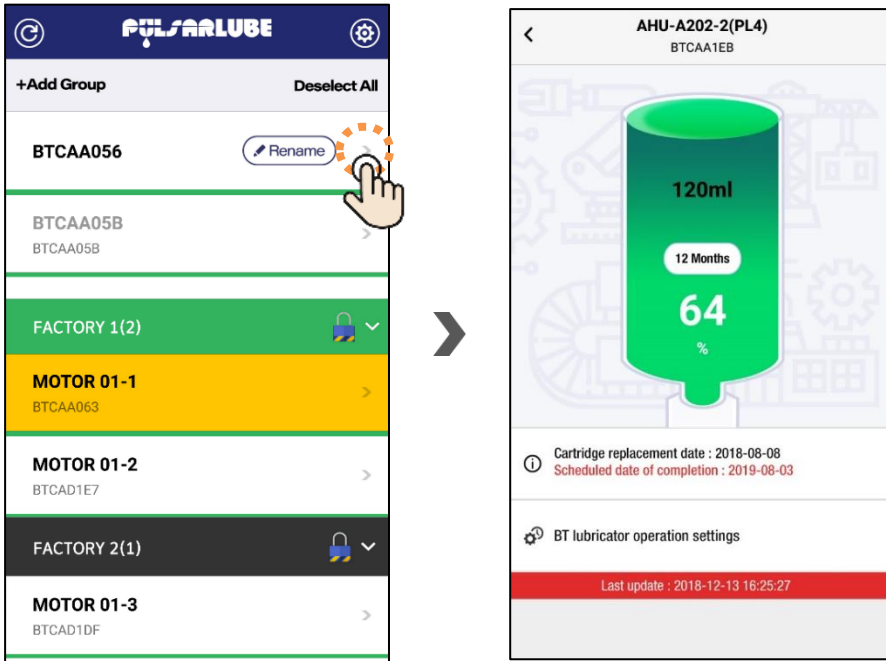 PULSARLUBE
+Add Group Deselect All
BTCAA056 Rename
BTCAA05B
BTCAA05B
FACTORY 1(2)
MOTOR 01-1
BTCAA063
MOTOR 01-2
BTCAD1E7
FACTORY 2(1)
MOTOR 01-3
BTCAD1DF
AHU-A202-2(PL4)
BTCAA1EB
120ml
12 Months
64
%
Cartridge replacement date : 2018-08-08
Scheduled date of completion : 2019-08-03
BT lubricator operation settings
Last update : 2018-12-13 16:25:27